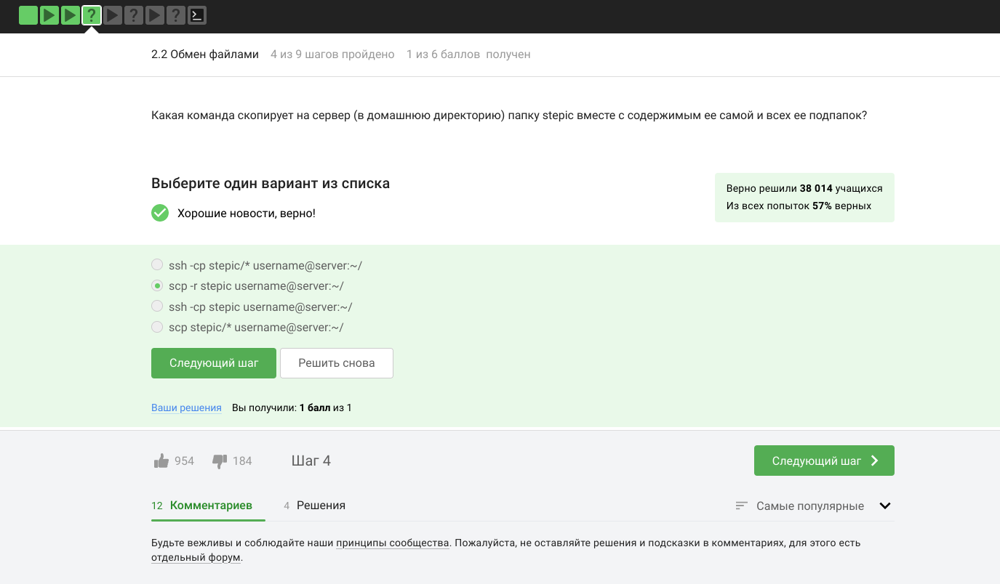 2.2 Обмен файлами 4 из 9 шагов пройдено 1 из 6 баллов получен
Какая команда скопирует на сервер (в домашнюю директорию) папку stepic вместе с содержимым ее самой и всех ее подпапок?
Выберите один вариант из списка
Верно решили 38 014 учащихся
Из всех попыток 57% верных
Хорошие новости, верно!
ssh -cp stepic/* username@server:~/
scp -r stepic username@server:~/
ssh -cp stepic username@server:~/
scp stepic/* username@server:~/
Следующий шаг Решить снова
Ваши решения Вы получили: 1 балл из 1
954 184 Шаг 4 Следующий шаг
12 Комментариев 4 Решения Самые популярные
Будьте вежливы и соблюдайте наши принципы сообщества. Пожалуйста, не оставляйте решения и подсказки в комментариях, для этого есть
отдельный форум.